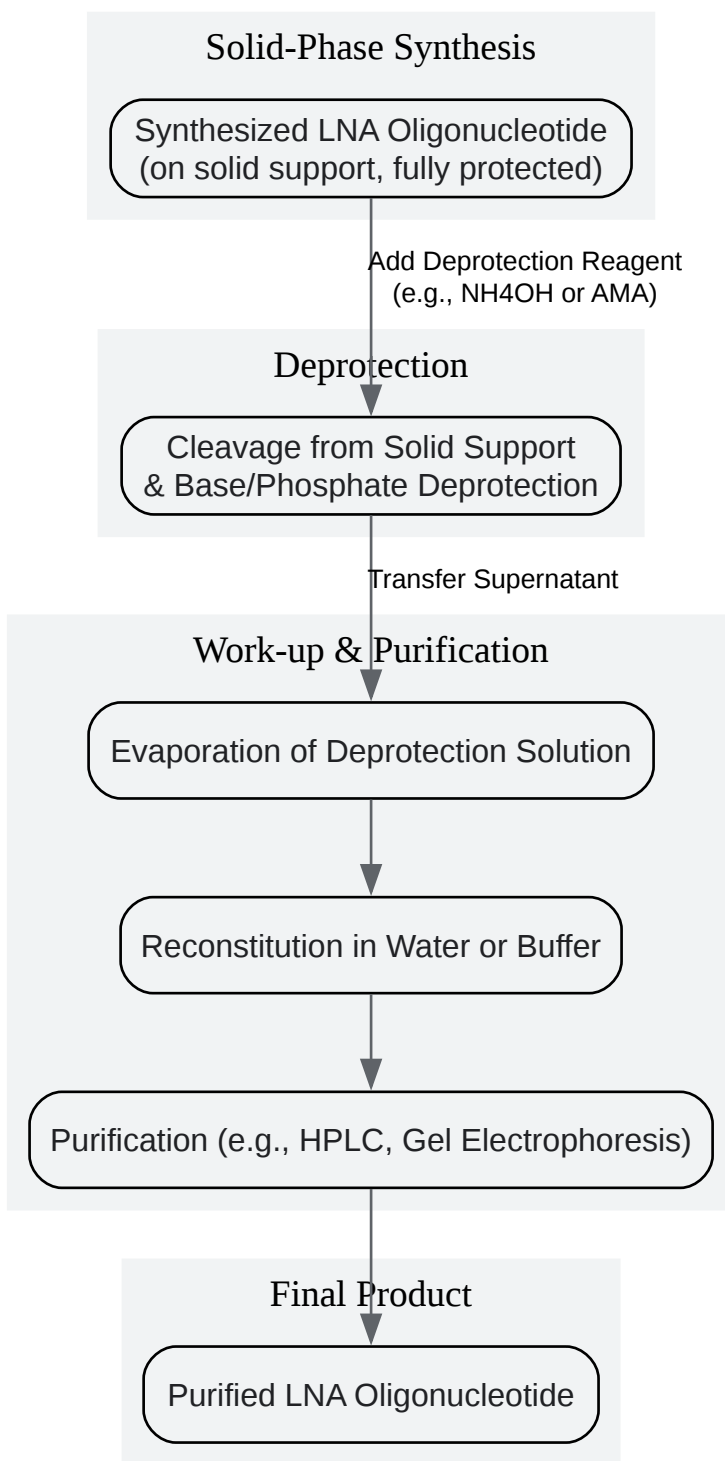 Solid-Phase Synthesis
Synthesized LNA Oligonucleotide
(on solid support, fully protected)
Add Deprotection Reagent
(e.g., NH4OH or AMA)
Deprotection
Cleavage from Solid Support
& Base/Phosphate Deprotection
Transfer Supernatant
Work-up & Purification
Evaporation of Deprotection Solution
Reconstitution in Water or Buffer
Purification (e.g., HPLC, Gel Electrophoresis)
Final Product
Purified LNA Oligonucleotide